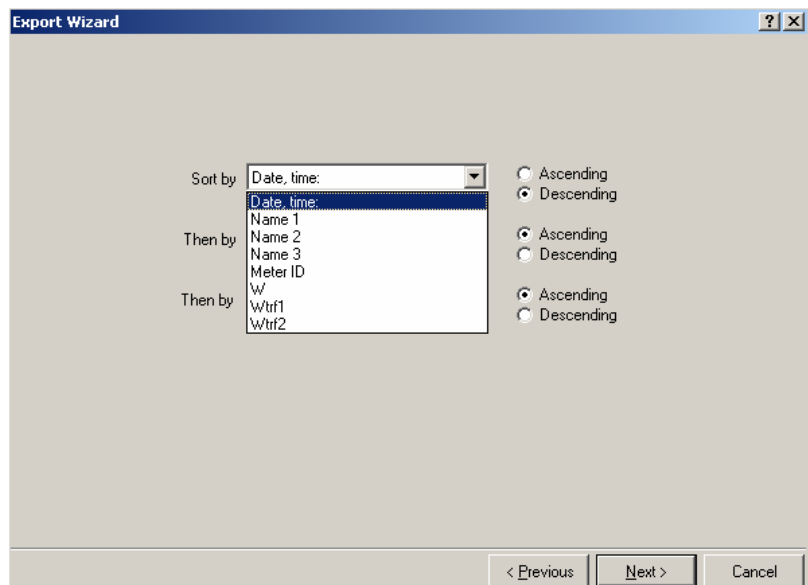 Export Wizard
Sort by Date, time: Ascending
Descending
Date, time:
Name 1
Name 2
Name 3
Meter ID
W
Wtrf1
Wtrf2
Then by Ascending
Descending
Then by Ascending
Descending
< Previous Next > Cancel